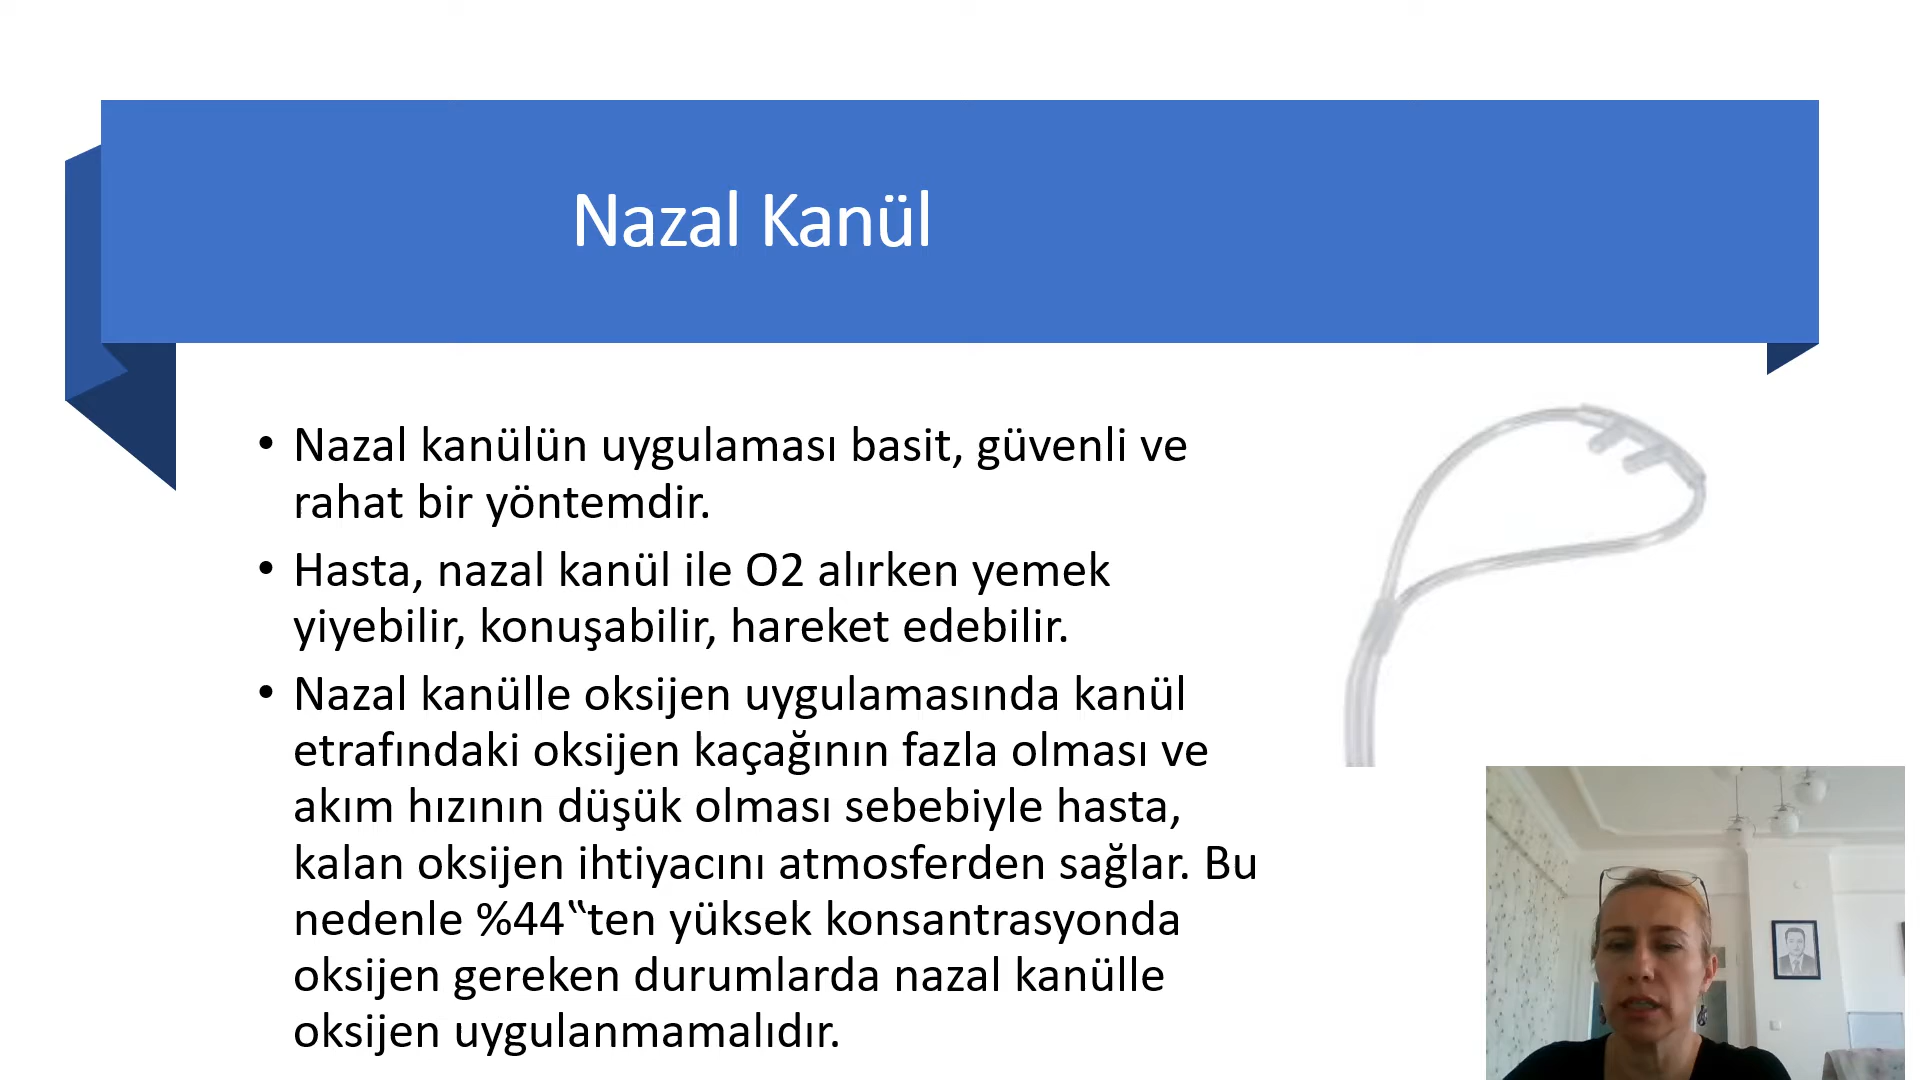 Nazal Kanül
• Nazal kanülün uygulaması basit, güvenli ve
rahat bir yöntemdir.
• Hasta, nazal kanül ile O2 alırken yemek
yiyebilir, konuşabilir, hareket edebilir.
• Nazal kanülle oksijen uygulamasında kanül
etrafındaki oksijen kaçağının fazla olması ve
akım hızının düşük olması sebebiyle hasta,
kalan oksijen ihtiyacını atmosferden sağlar. Bu
nedenle %44‟ten yüksek konsantrasyonda
oksijen gereken durumlarda nazal kanülle
oksijen uygulanmamalıdır.